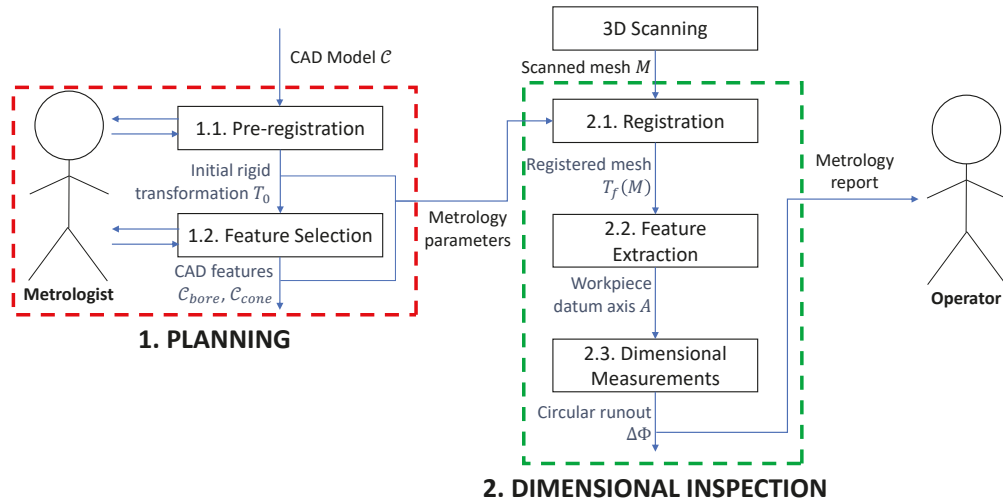 CAD Model 𝒞
1.1. Pre-registration
Initial rigid
transformation T₀
1.2. Feature Selection
CAD features
𝒞bore, 𝒞cone
Metrologist
1. PLANNING
Metrology
parameters
3D Scanning
Scanned mesh M
2.1. Registration
Registered mesh
T_f(M)
2.2. Feature
Extraction
Workpiece
datum axis A
2.3. Dimensional
Measurements
Circular runout
ΔΦ
2. DIMENSIONAL INSPECTION
Metrology
report
Operator